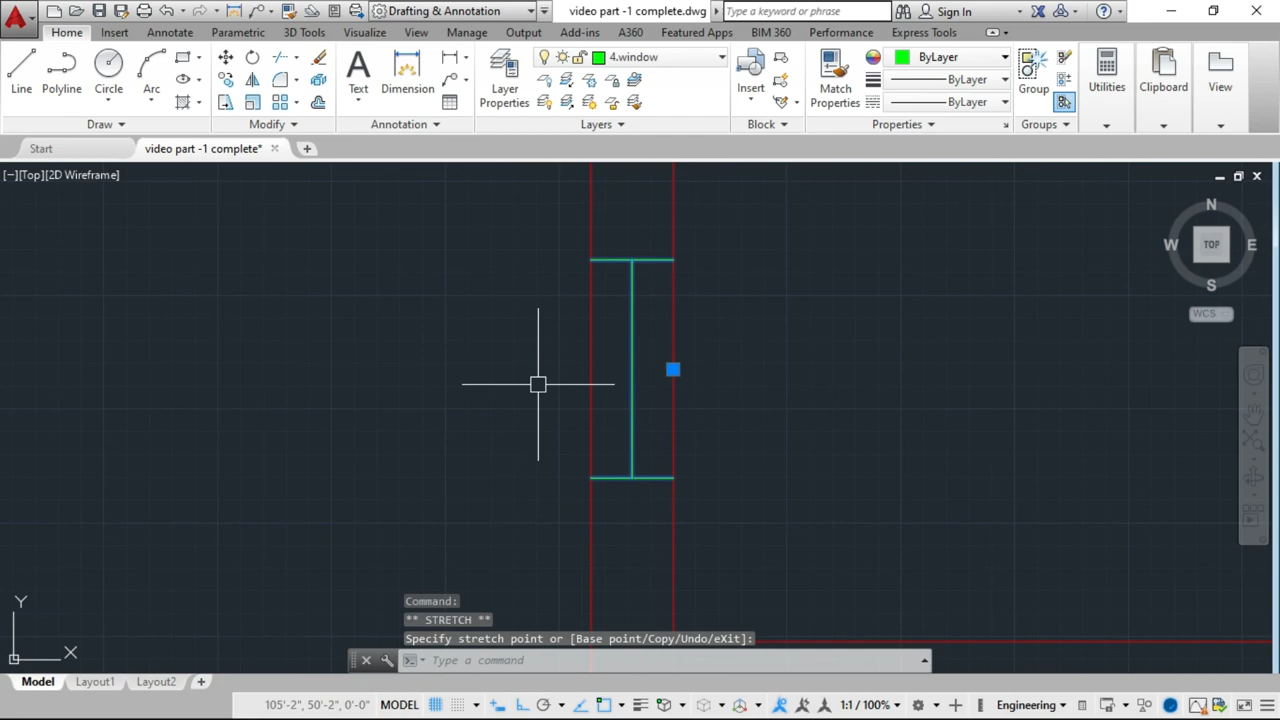 Drafting & Annotation
video part -1 complete.dwg
Type a keyword or phrase
Sign In
Home Insert Annotate Parametric 3D Tools Visualize View Manage Output Add-ins A360 Featured Apps BIM 360 Performance Express Tools
4.window
ByLayer
ByLayer
ByLayer
Line Polyline Circle Arc Text Dimension Layer Properties Insert Match Properties Group Utilities Clipboard View
Draw Modify Annotation Layers Block Properties Groups
Start video part -1 complete*
[−][Top][2D Wireframe]
N
W TOP E
S
WCS
Command:
** STRETCH **
Specify stretch point or [Base point/Copy/Undo/eXit]:
Type a command
Y
X
Model Layout1 Layout2
105'-2", 50'-2", 0'-0" MODEL 1:1 / 100% Engineering